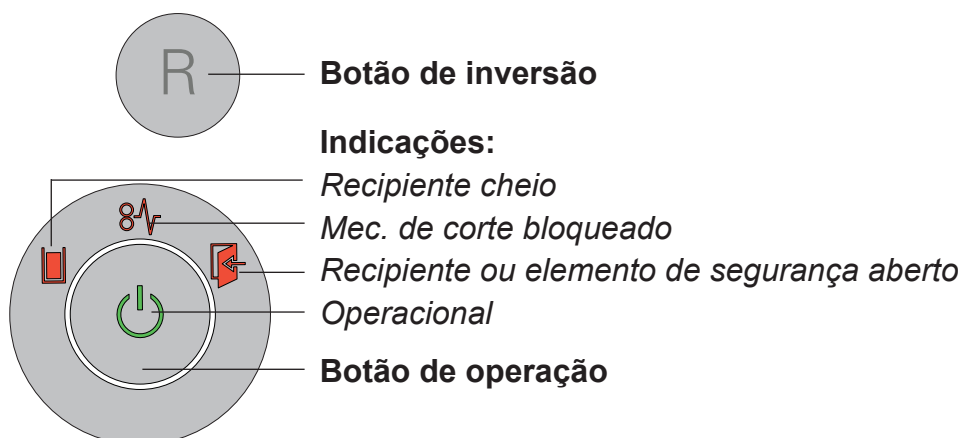 R
Botão de inversão
Indicações:
Recipiente cheio
Mec. de corte bloqueado
Recipiente ou elemento de segurança aberto
Operacional
Botão de operação